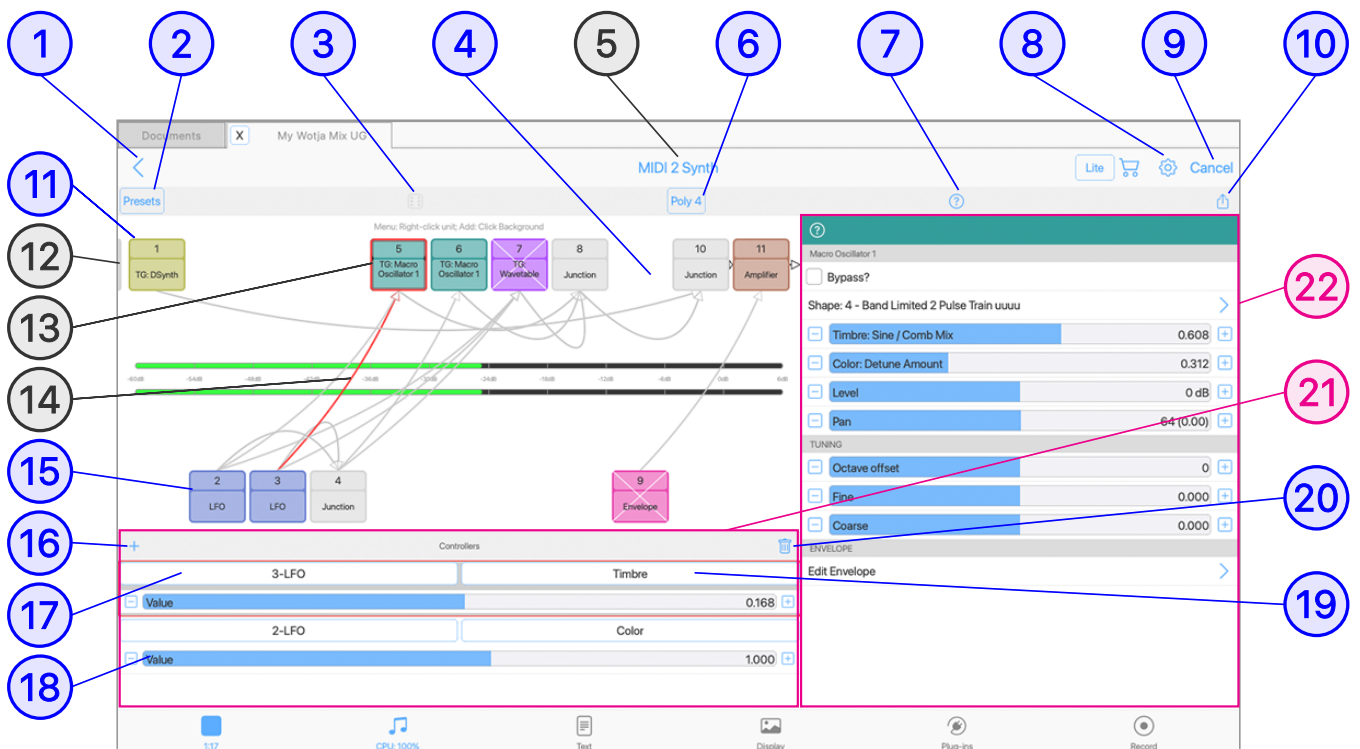 1 2 3 4 5 6 7 8 9 10
Documents X My Wotja Mix UG
MIDI 2 Synth Lite Cancel
Presets Poly 4
11
Menu: Right-click unit; Add: Click Background
12
1
TG: DSynth
5
TG: Macro
Oscillator 1
6
TG: Macro
Oscillator 1
7
TG:
Wavetable
8
Junction
10
Junction
11
Amplifier
13
-60dB -54dB -48dB -36dB -30dB -24dB -18dB -12dB -6dB 0dB 6dB
14
15
2
LFO
3
LFO
4
Junction
9
Envelope
16
Controllers
17
3-LFO Timbre
Value 0.168
2-LFO Color
18
Value 1.000
Macro Oscillator 1
Bypass?
22
Shape: 4 - Band Limited 2 Pulse Train uuuu
Timbre: Sine / Comb Mix 0.608
Color: Detune Amount 0.312
21
Level 0 dB
Pan 64 (0.00)
TUNING
Octave offset 0
20
Fine 0.000
Coarse 0.000
ENVELOPE
Edit Envelope
19
1:17 CPU: 100% Text Display Plug-ins Record